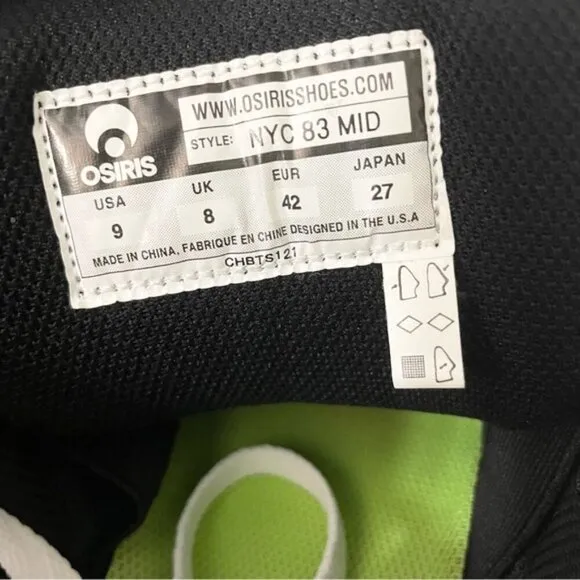 OSIRIS
WWW.OSIRISSHOES.COM
STYLE: NYC 83 MID
USA UK EUR JAPAN
9 8 42 27
MADE IN CHINA, FABRIQUE EN CHINE DESIGNED IN THE U.S.A
CHBTS121